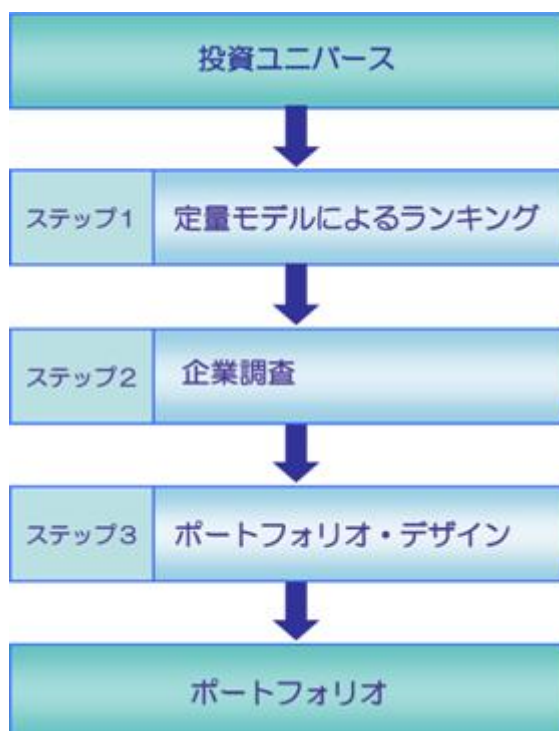 投資ユニバース
ステップ1 定量モデルによるランキング
ステップ2 企業調査
ステップ3 ポートフォリオ・デザイン
ポートフォリオ